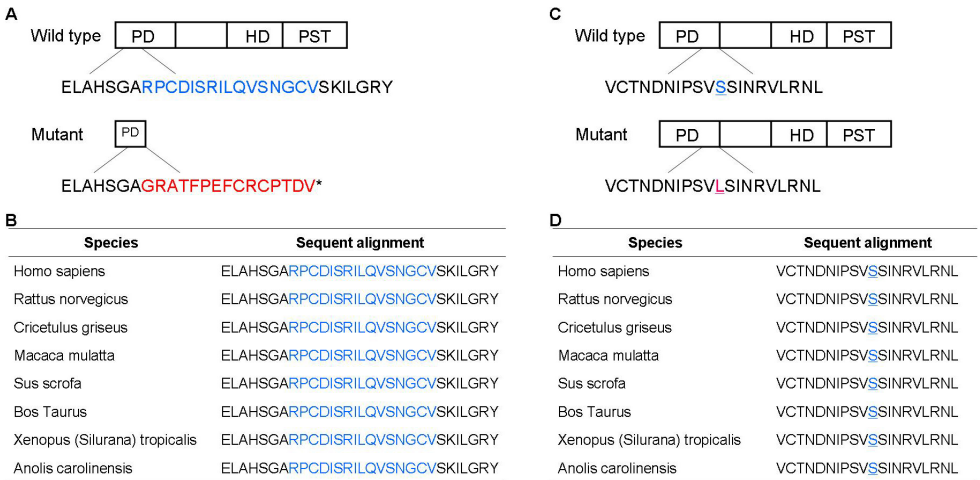 A
Wild type PD HD PST
ELAHSGARPCDISRILQVSNGCVSKILGRY
Mutant PD
ELAHSGAGRATFPEFCRCPTDV*
B
Species Sequent alignment
Homo sapiens ELAHSGARPCDISRILQVSNGCVSKILGRY
Rattus norvegicus ELAHSGARPCDISRILQVSNGCVSKILGRY
Cricetulus griseus ELAHSGARPCDISRILQVSNGCVSKILGRY
Macaca mulatta ELAHSGARPCDISRILQVSNGCVSKILGRY
Sus scrofa ELAHSGARPCDISRILQVSNGCVSKILGRY
Bos Taurus ELAHSGARPCDISRILQVSNGCVSKILGRY
Xenopus (Silurana) tropicalis ELAHSGARPCDISRILQVSNGCVSKILGRY
Anolis carolinensis ELAHSGARPCDISRILQVSNGCVSKILGRY
C
Wild type PD HD PST
VCTNDNIPSVSSINRVLRNL
Mutant PD HD PST
VCTNDNIPSVLSINRVLRNL
D
Species Sequent alignment
Homo sapiens VCTNDNIPSVSSINRVLRNL
Rattus norvegicus VCTNDNIPSVSSINRVLRNL
Cricetulus griseus VCTNDNIPSVSSINRVLRNL
Macaca mulatta VCTNDNIPSVSSINRVLRNL
Sus scrofa VCTNDNIPSVSSINRVLRNL
Bos Taurus VCTNDNIPSVSSINRVLRNL
Xenopus (Silurana) tropicalis VCTNDNIPSVSSINRVLRNL
Anolis carolinensis VCTNDNIPSVSSINRVLRNL